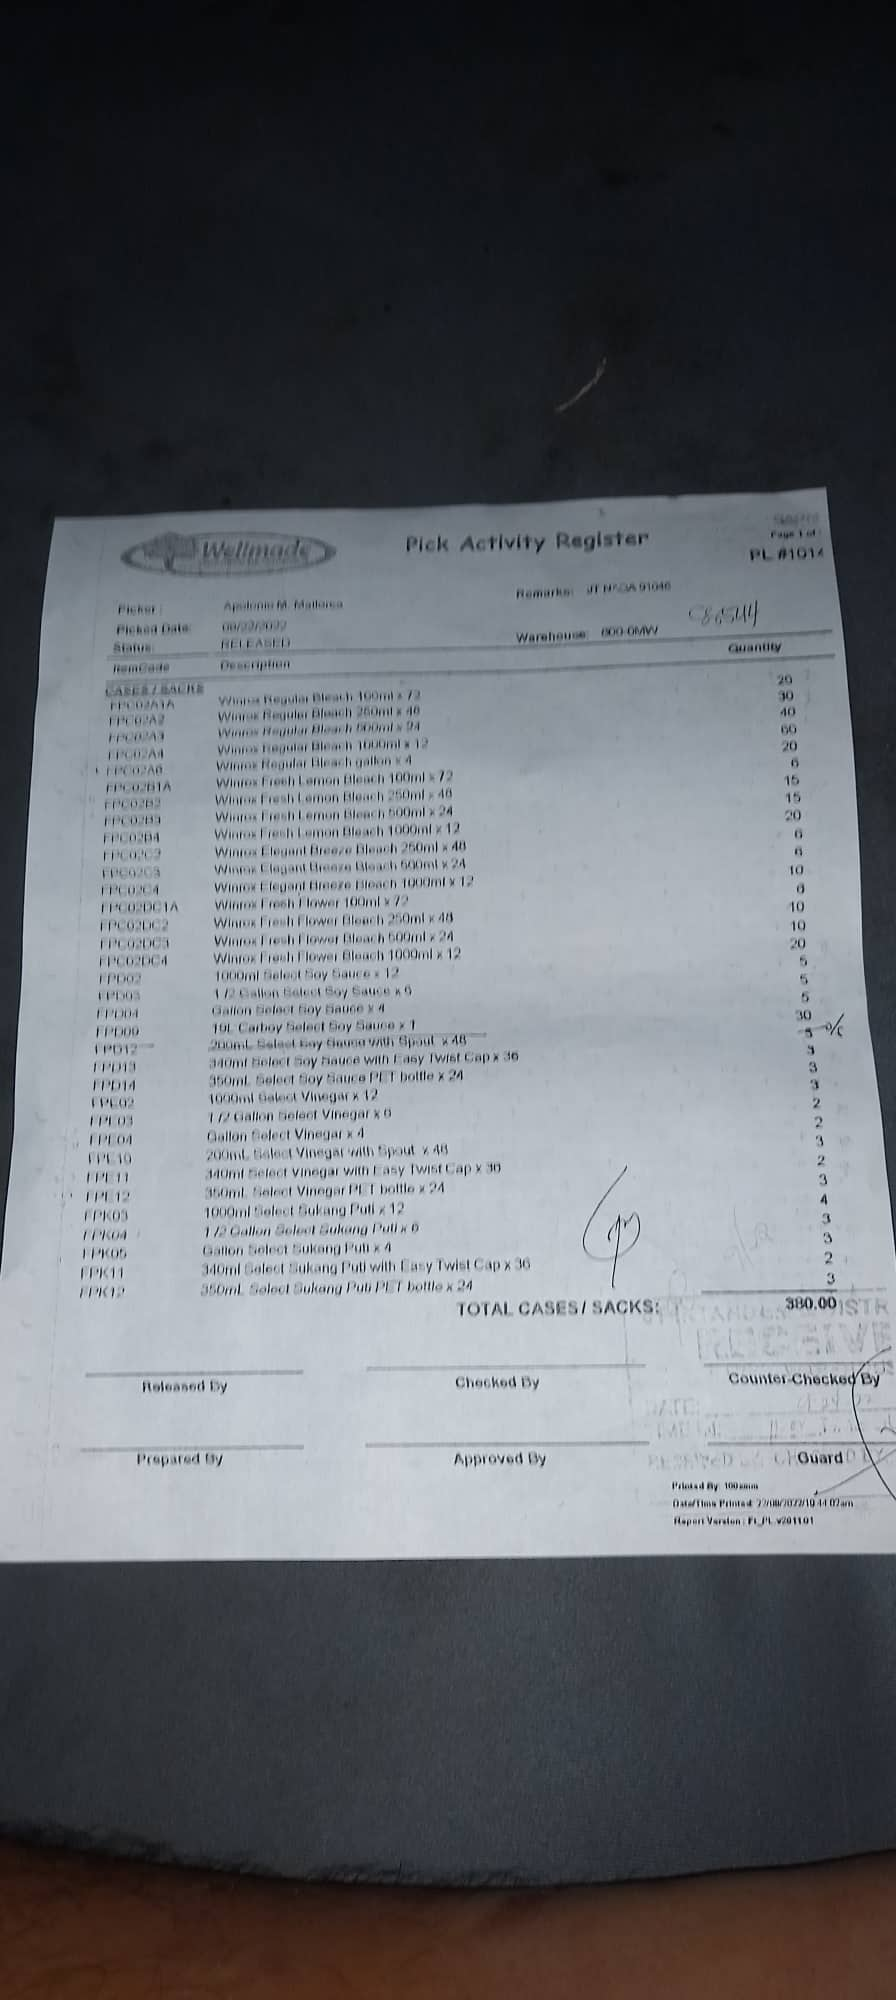 Wellmade
Pick Activity Register
Page 1 of
PL #1014
Picker :
Remarks:
Picked Date: 08/22/2022
Status: RELEASED
Warehouse: 600-0MW
ItemCode Description Quantity
CASES / SACKS
FPC02A1A Winrox Regular Bleach 100ml x 72 20
FPC02A2 Winrox Regular Bleach 250ml x 48 30
FPC02A3 Winrox Regular Bleach 500ml x 24 40
FPC02A4 Winrox Regular Bleach 1000ml x 12 60
FPC02A6 Winrox Regular Bleach gallon x 4 20
FPC02B1A Winrox Fresh Lemon Bleach 100ml x 72 6
FPC02B2 Winrox Fresh Lemon Bleach 250ml x 48 15
FPC02B3 Winrox Fresh Lemon Bleach 500ml x 24 15
FPC02B4 Winrox Fresh Lemon Bleach 1000ml x 12 20
FPC02C2 Winrox Elegant Breeze Bleach 250ml x 48 6
FPC02C3 Winrox Elegant Breeze Bleach 500ml x 24 6
FPC02C4 Winrox Elegant Breeze Bleach 1000ml x 12 10
FPC02DC1A Winrox Fresh Flower 100ml x 72 6
FPC02DC2 Winrox Fresh Flower Bleach 250ml x 48 10
FPC02DC3 Winrox Fresh Flower Bleach 500ml x 24 10
FPC02DC4 Winrox Fresh Flower Bleach 1000ml x 12 20
FPD02 1000ml Select Soy Sauce x 12 5
FPD03 1/2 Gallon Select Soy Sauce x 6 5
FPD04 Gallon Select Soy Sauce x 4 5
FPD09 19L Carboy Select Soy Sauce x 1 30
FPD12 200mL Select Soy Sauce with Spout x 48 5
FPD13 340ml Select Soy Sauce with Easy Twist Cap x 36 3
FPD14 350mL Select Soy Sauce PET bottle x 24 3
FPE02 1000ml Select Vinegar x 12 3
FPE03 1/2 Gallon Select Vinegar x 6 2
FPE04 Gallon Select Vinegar x 4 2
FPE10 200mL Select Vinegar with Spout x 48 3
FPE11 340ml Select Vinegar with Easy Twist Cap x 36 2
FPE12 350mL Select Vinegar PET bottle x 24 3
FPK03 1000ml Select Sukang Puti x 12 4
FPK04 1/2 Gallon Select Sukang Puti x 6 3
FPK05 Gallon Select Sukang Puti x 4 3
FPK11 340ml Select Sukang Puti with Easy Twist Cap x 36 2
FPK12 350mL Select Sukang Puti PET bottle x 24 3
TOTAL CASES / SACKS: 380.00
Released By Checked By Counter-Checked By
Prepared By Approved By Guard
Date/Time Printed: 22/08/2022/10:44:02am